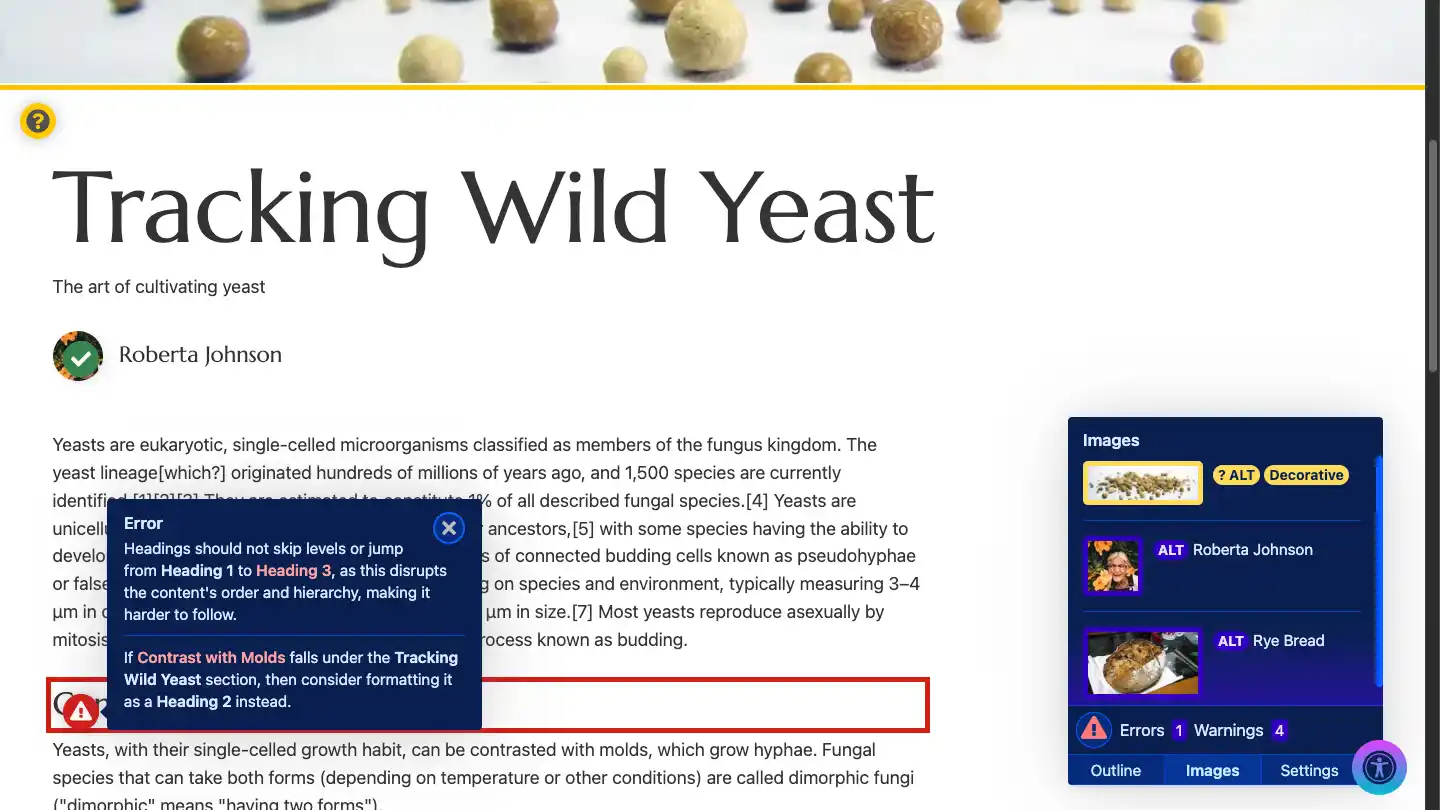 ?
Tracking Wild Yeast
The art of cultivating yeast
Roberta Johnson
Yeasts are eukaryotic, single-celled microorganisms classified as members of the fungus kingdom. The
yeast lineage[which?] originated hundreds of millions of years ago, and 1,500 species are currently
identified.[1][2][3] They are estimated to constitute 1% of all described fungal species.[4] Yeasts are
unicellu ancestors,[5] with some species having the ability to
develo s of connected budding cells known as pseudohyphae
or false g on species and environment, typically measuring 3–4
µm in d µm in size.[7] Most yeasts reproduce asexually by
mitosis rocess known as budding.
Error
Headings should not skip levels or jump
from Heading 1 to Heading 3, as this disrupts
the content's order and hierarchy, making it
harder to follow.
If Contrast with Molds falls under the Tracking
Wild Yeast section, then consider formatting it
as a Heading 2 instead.
Yeasts, with their single-celled growth habit, can be contrasted with molds, which grow hyphae. Fungal
species that can take both forms (depending on temperature or other conditions) are called dimorphic fungi
("dimorphic" means "having two forms").
Images
? ALT Decorative
ALT Roberta Johnson
ALT Rye Bread
Errors 1 Warnings 4
Outline Images Settings